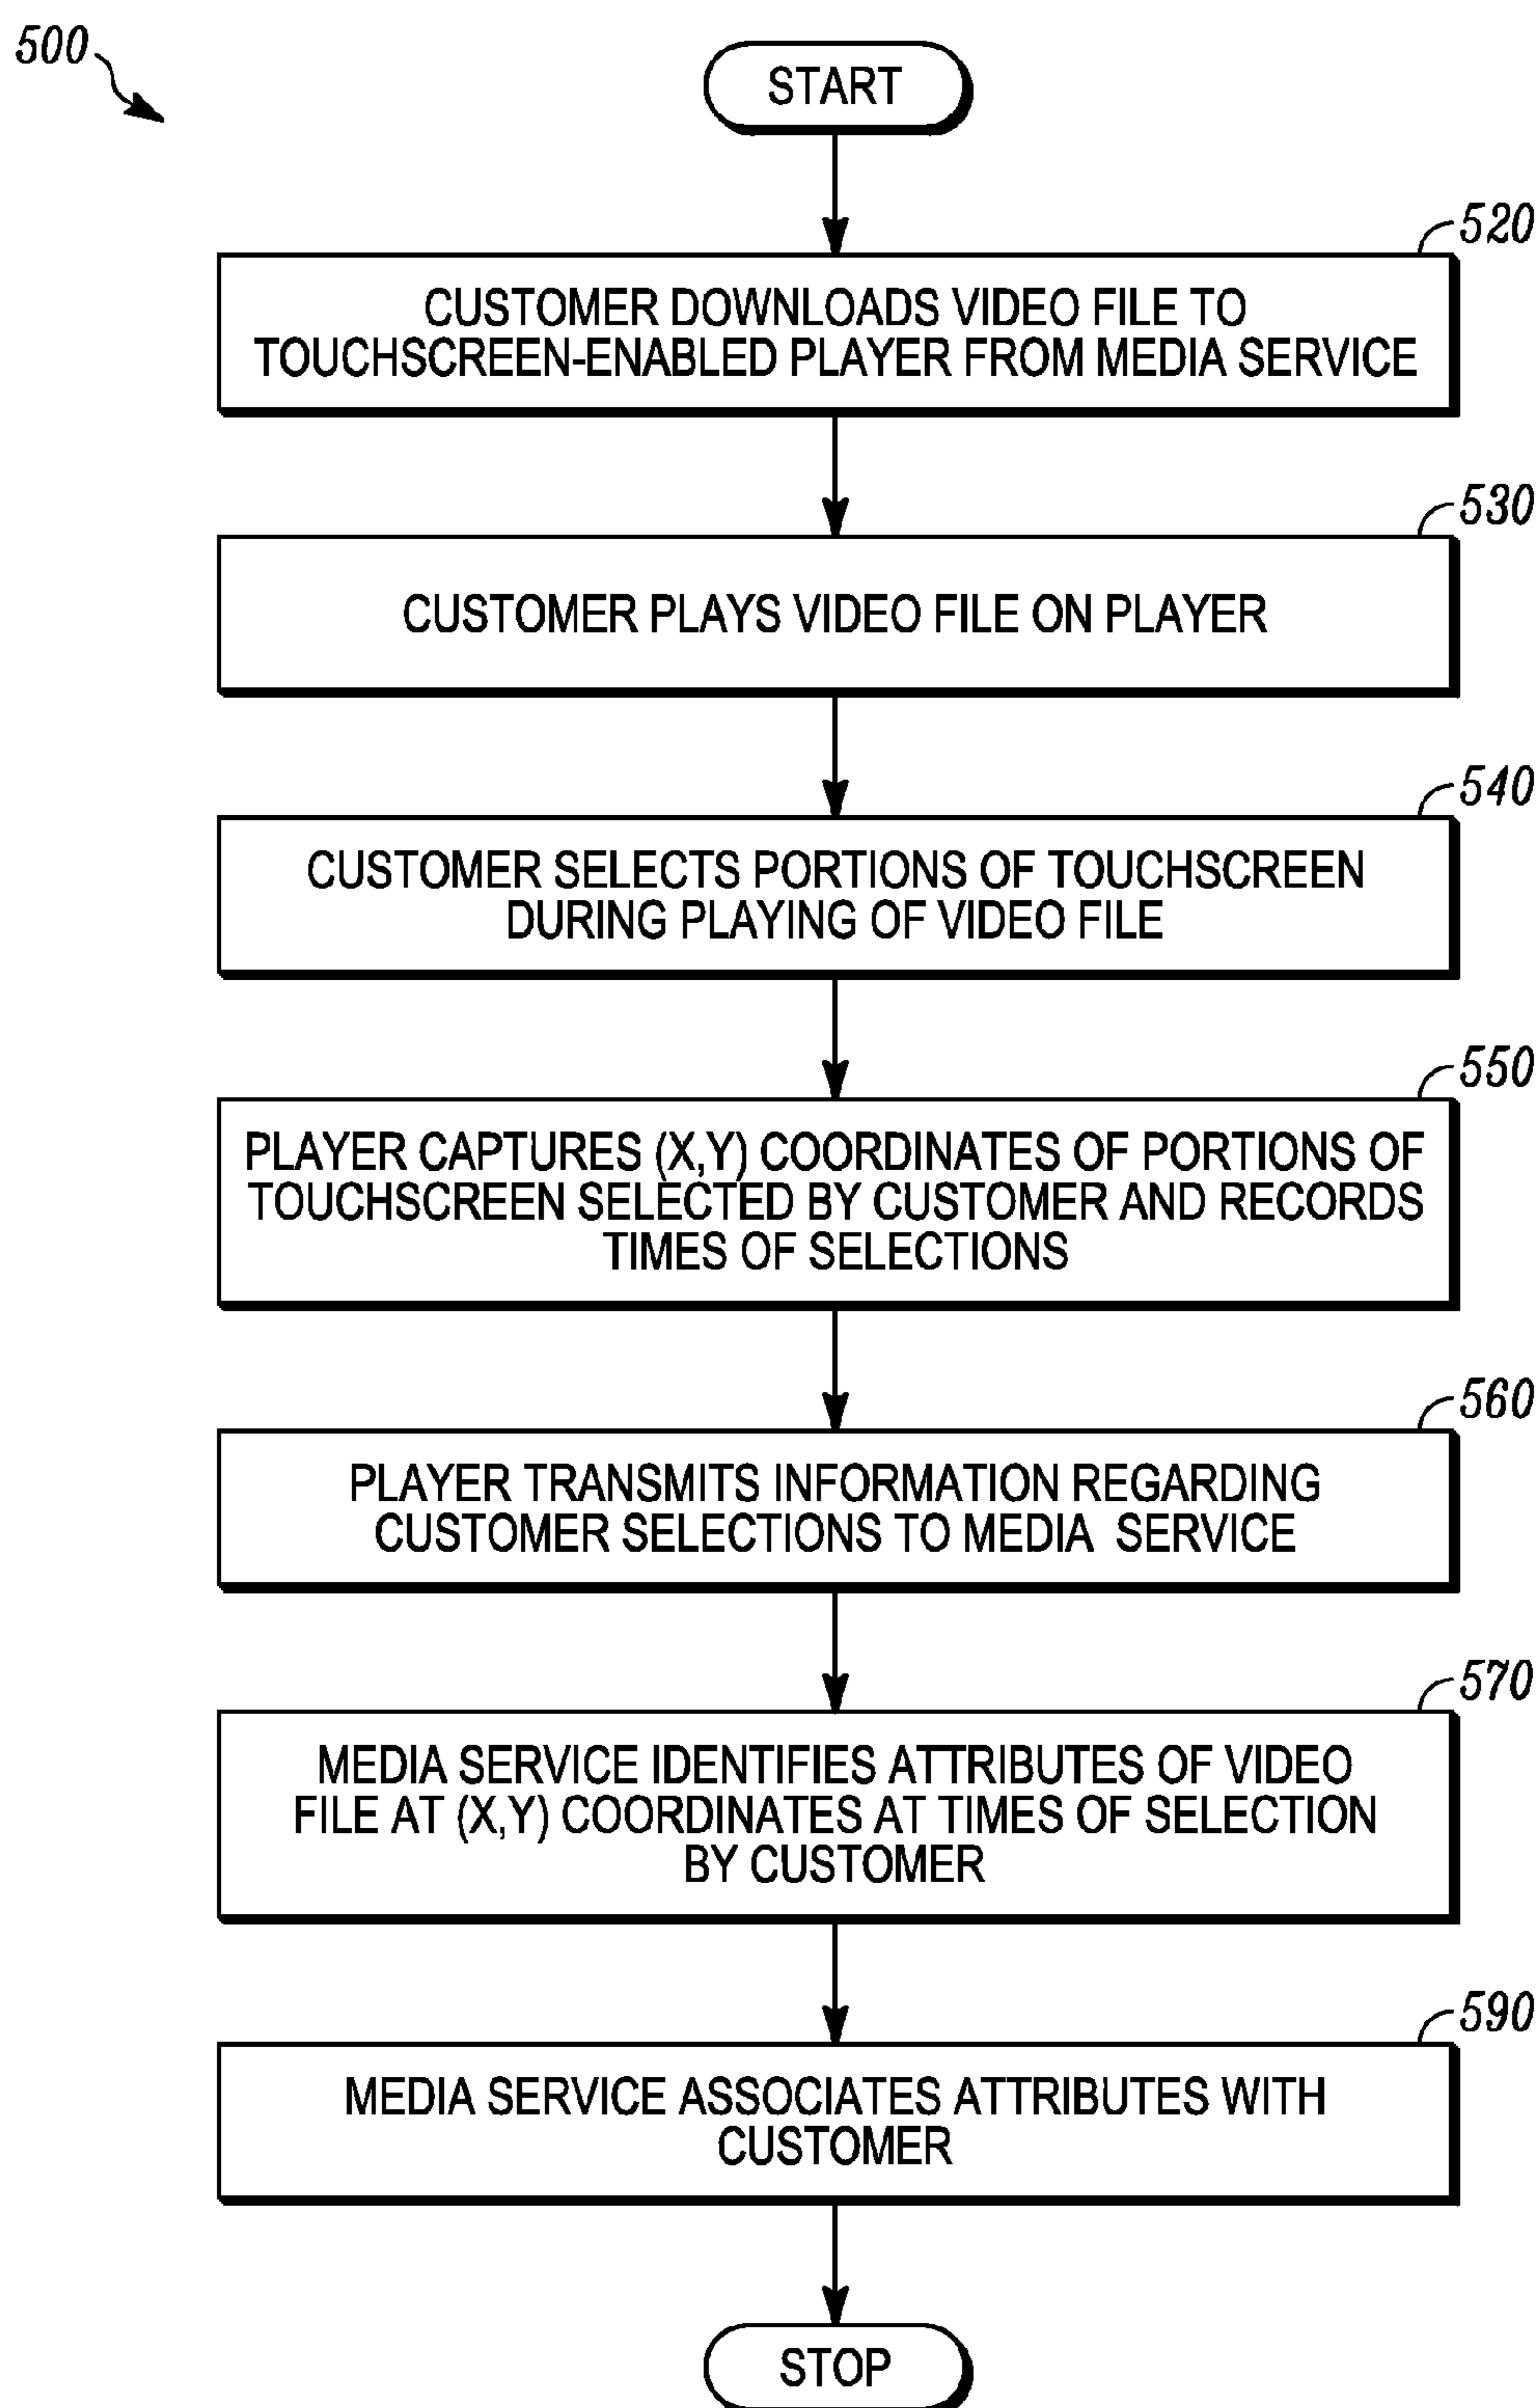 500
START
520
CUSTOMER DOWNLOADS VIDEO FILE TO
TOUCHSCREEN-ENABLED PLAYER FROM MEDIA SERVICE
530
CUSTOMER PLAYS VIDEO FILE ON PLAYER
540
CUSTOMER SELECTS PORTIONS OF TOUCHSCREEN
DURING PLAYING OF VIDEO FILE
550
PLAYER CAPTURES (X,Y) COORDINATES OF PORTIONS OF
TOUCHSCREEN SELECTED BY CUSTOMER AND RECORDS
TIMES OF SELECTIONS
560
PLAYER TRANSMITS INFORMATION REGARDING
CUSTOMER SELECTIONS TO MEDIA SERVICE
570
MEDIA SERVICE IDENTIFIES ATTRIBUTES OF VIDEO
FILE AT (X,Y) COORDINATES AT TIMES OF SELECTION
BY CUSTOMER
590
MEDIA SERVICE ASSOCIATES ATTRIBUTES WITH
CUSTOMER
STOP